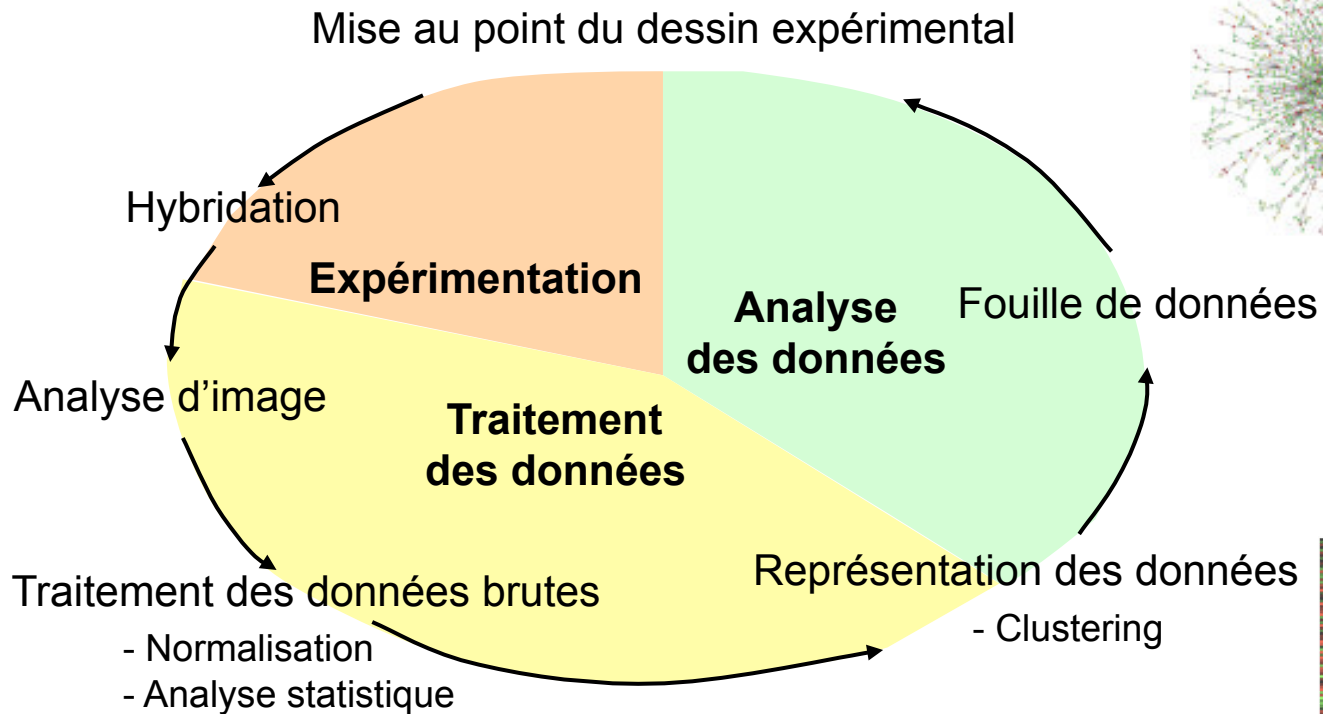 Mise au point du dessin expérimental
Hybridation
Expérimentation
Analyse
des données
Fouille de données
Analyse d’image
Traitement
des données
Représentation des données
- Clustering
Traitement des données brutes
- Normalisation
- Analyse statistique